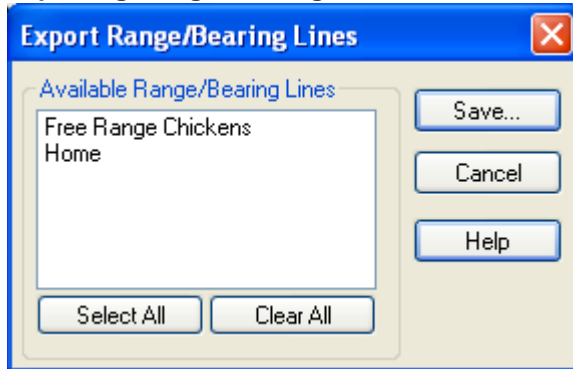 Export Range/Bearing Lines
Available Range/Bearing Lines
Free Range Chickens
Home
Save...
Cancel
Help
Select All
Clear All